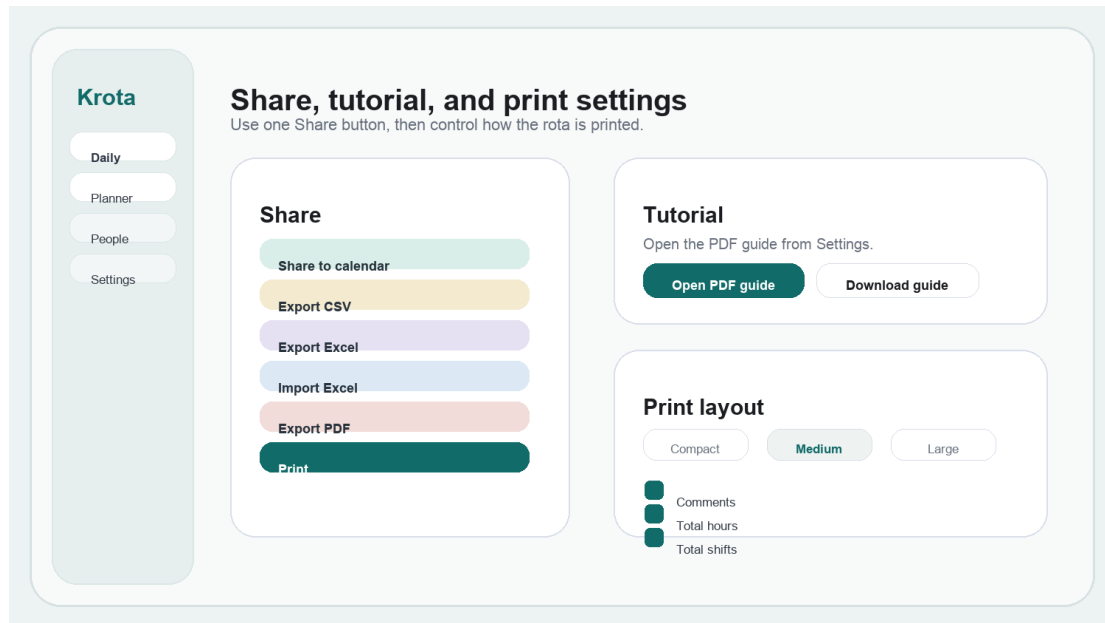 Krota
Daily
Planner
People
Settings
Share, tutorial, and print settings
Use one Share button, then control how the rota is printed.
Share
Share to calendar
Export CSV
Export Excel
Import Excel
Export PDF
Print
Tutorial
Open the PDF guide from Settings.
Open PDF guide
Download guide
Print layout
Compact
Medium
Large
Comments
Total hours
Total shifts